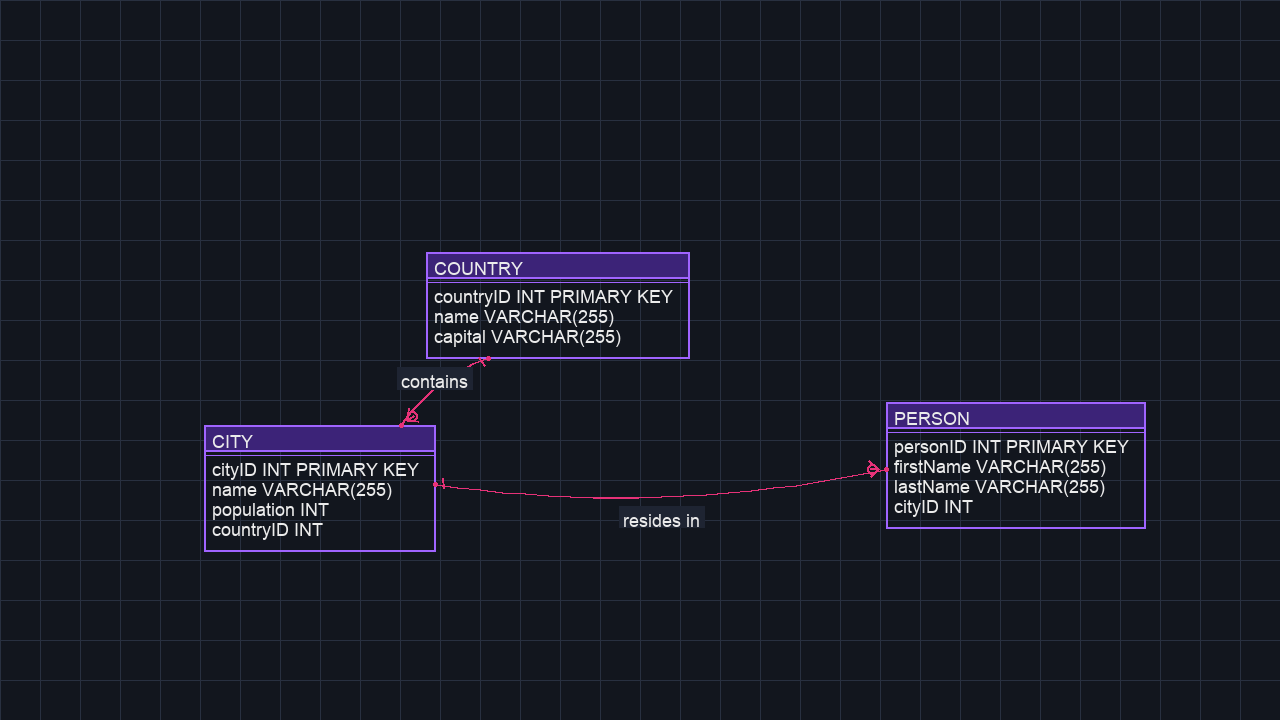 COUNTRY
countryID INT PRIMARY KEY
name VARCHAR(255)
capital VARCHAR(255)
contains
CITY
cityID INT PRIMARY KEY
name VARCHAR(255)
population INT
countryID INT
resides in
PERSON
personID INT PRIMARY KEY
firstName VARCHAR(255)
lastName VARCHAR(255)
cityID INT